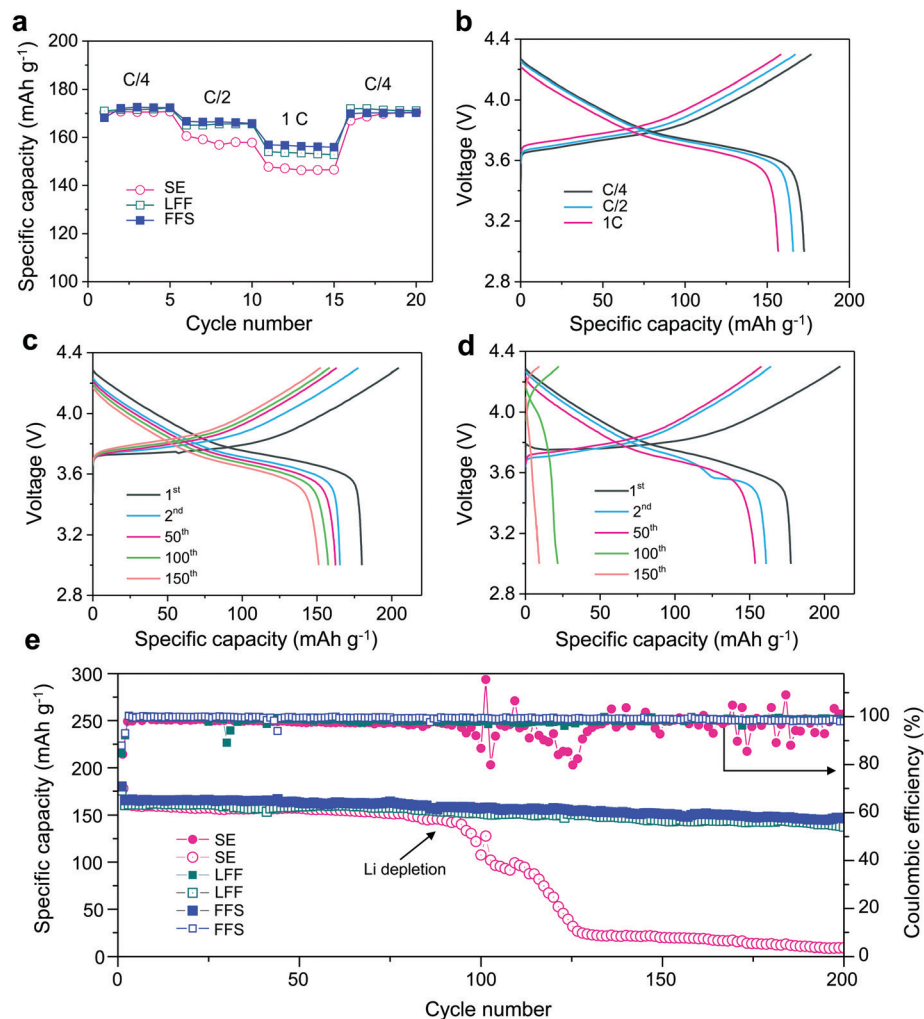 a
200
180
160
140
120
100
Specific capacity (mAh g⁻¹)
C/4
C/2
1 C
C/4
SE
LFF
FFS
0
5
10
15
20
Cycle number
b
4.4
4.0
3.6
3.2
2.8
Voltage (V)
C/4
C/2
1C
0
50
100
150
200
Specific capacity (mAh g⁻¹)
c
4.4
4.0
3.6
3.2
2.8
Voltage (V)
1st
2nd
50th
100th
150th
0
50
100
150
200
Specific capacity (mAh g⁻¹)
d
4.4
4.0
3.6
3.2
2.8
Voltage (V)
1st
2nd
50th
100th
150th
0
50
100
150
200
Specific capacity (mAh g⁻¹)
e
300
250
200
150
100
50
0
Specific capacity (mAh g⁻¹)
Li depletion
SE
SE
LFF
LFF
FFS
FFS
100
80
60
40
20
0
Coulombic efficiency (%)
0
50
100
150
200
Cycle number